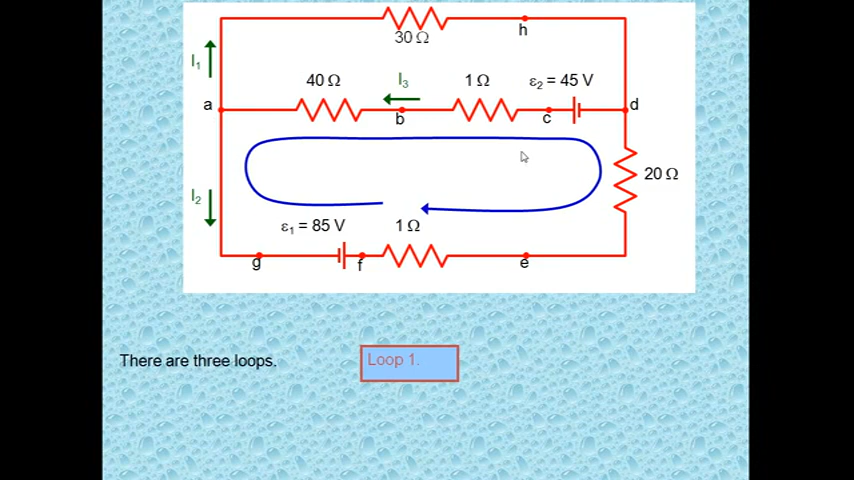 30 Ω
h
I₁
40 Ω
I₃
1 Ω
ε₂ = 45 V
a
b
c
d
20 Ω
I₂
ε₁ = 85 V
1 Ω
g
f
e
There are three loops.
Loop 1.